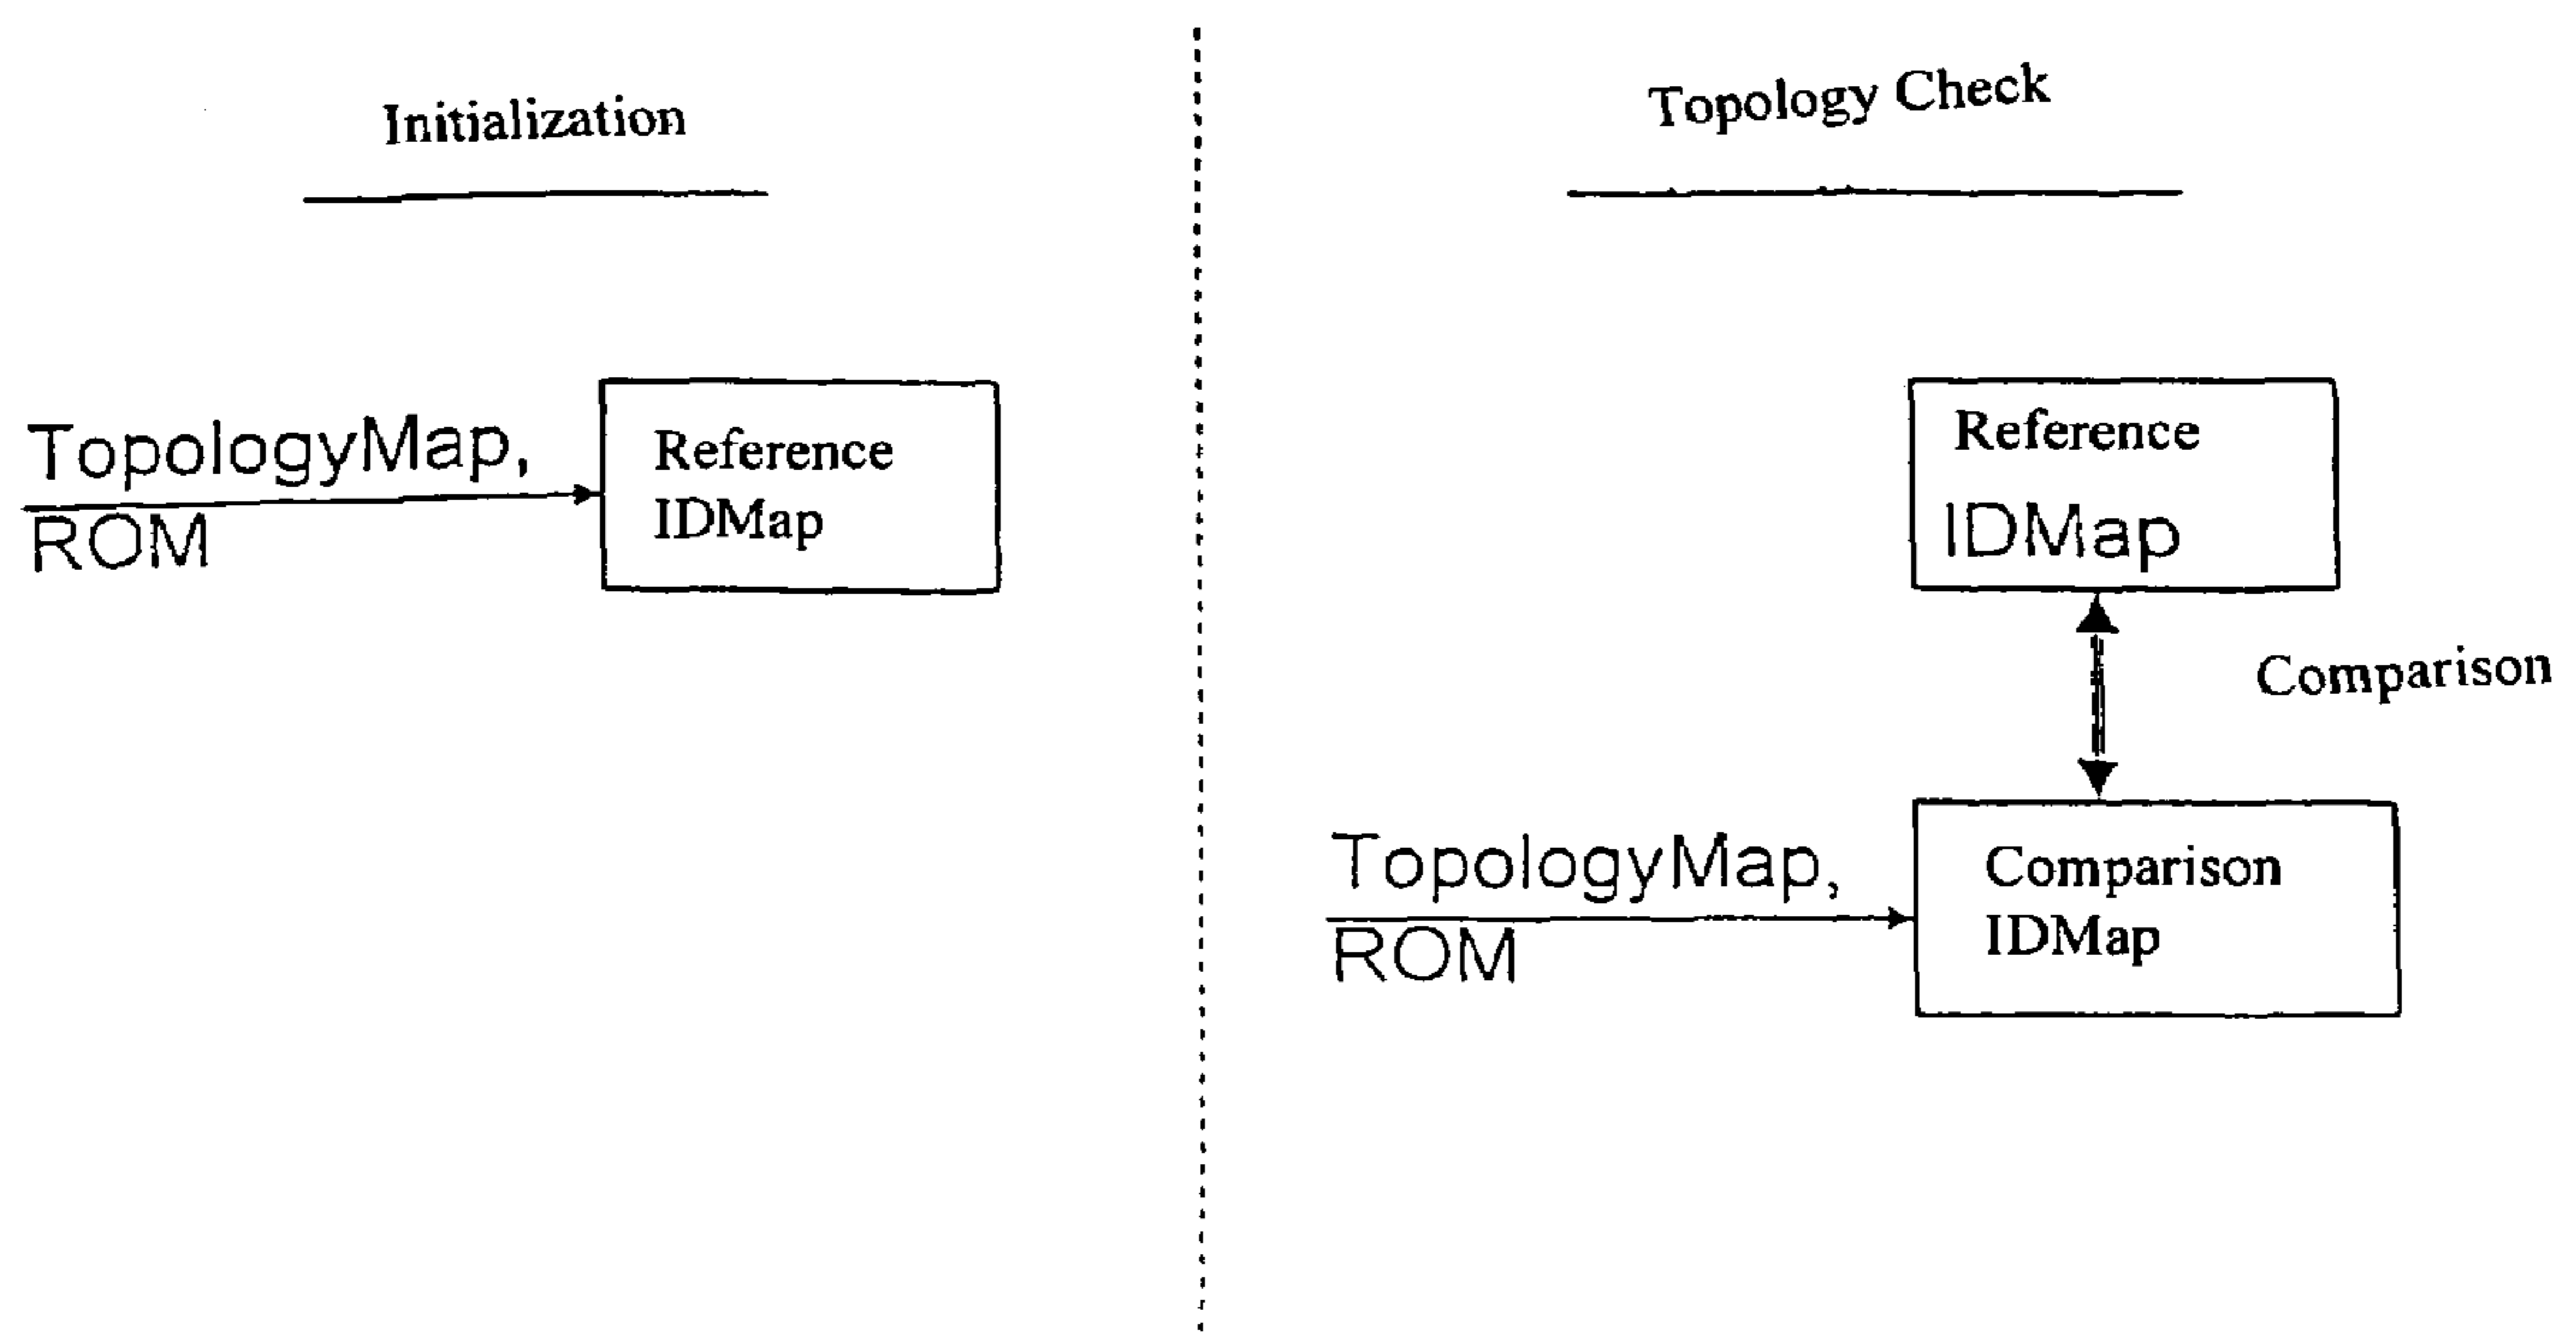 Initialization
TopologyMap,
ROM
Reference
IDMap
Topology Check
Reference
IDMap
Comparison
TopologyMap,
ROM
Comparison
IDMap